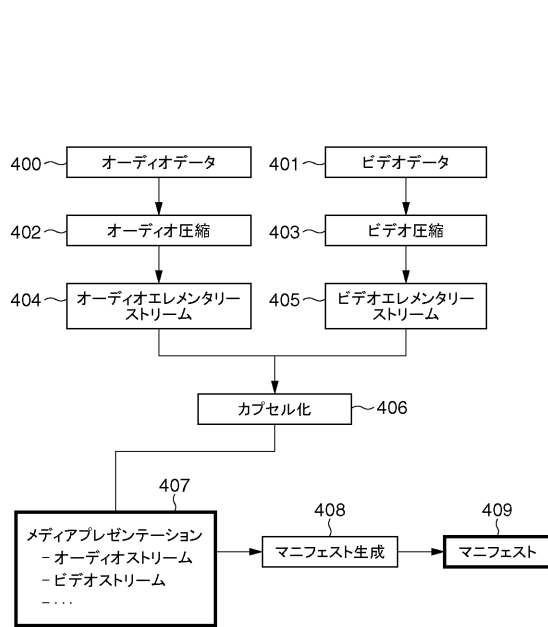 400 オーディオデータ
401 ビデオデータ
402 オーディオ圧縮
403 ビデオ圧縮
404 オーディオエレメンタリー
ストリーム
405 ビデオエレメンタリー
ストリーム
カプセル化 406
407
メディアプレゼンテーション
- オーディオストリーム
- ビデオストリーム
- ···
408
マニフェスト生成
409
マニフェスト